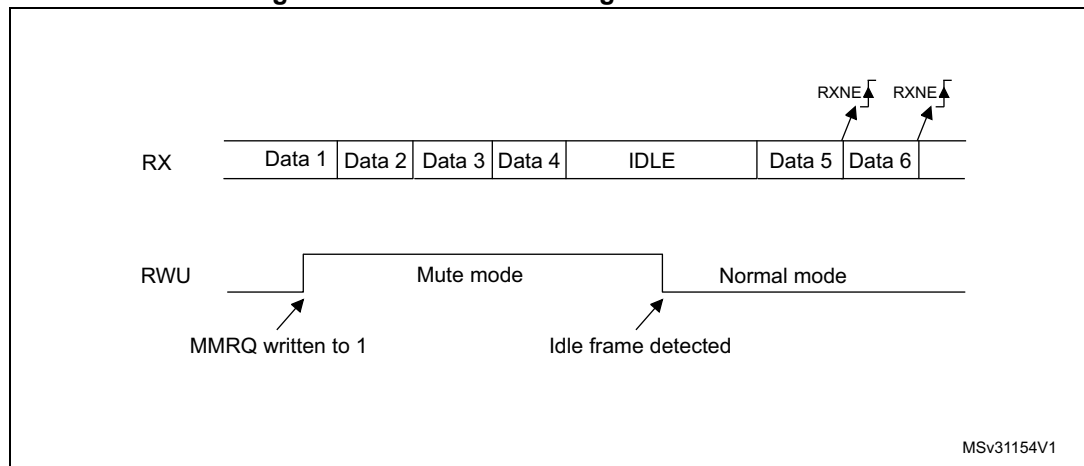 RXNE RXNE
RX Data 1 Data 2 Data 3 Data 4 IDLE Data 5 Data 6
RWU Mute mode Normal mode
MMRQ written to 1 Idle frame detected
MSv31154V1